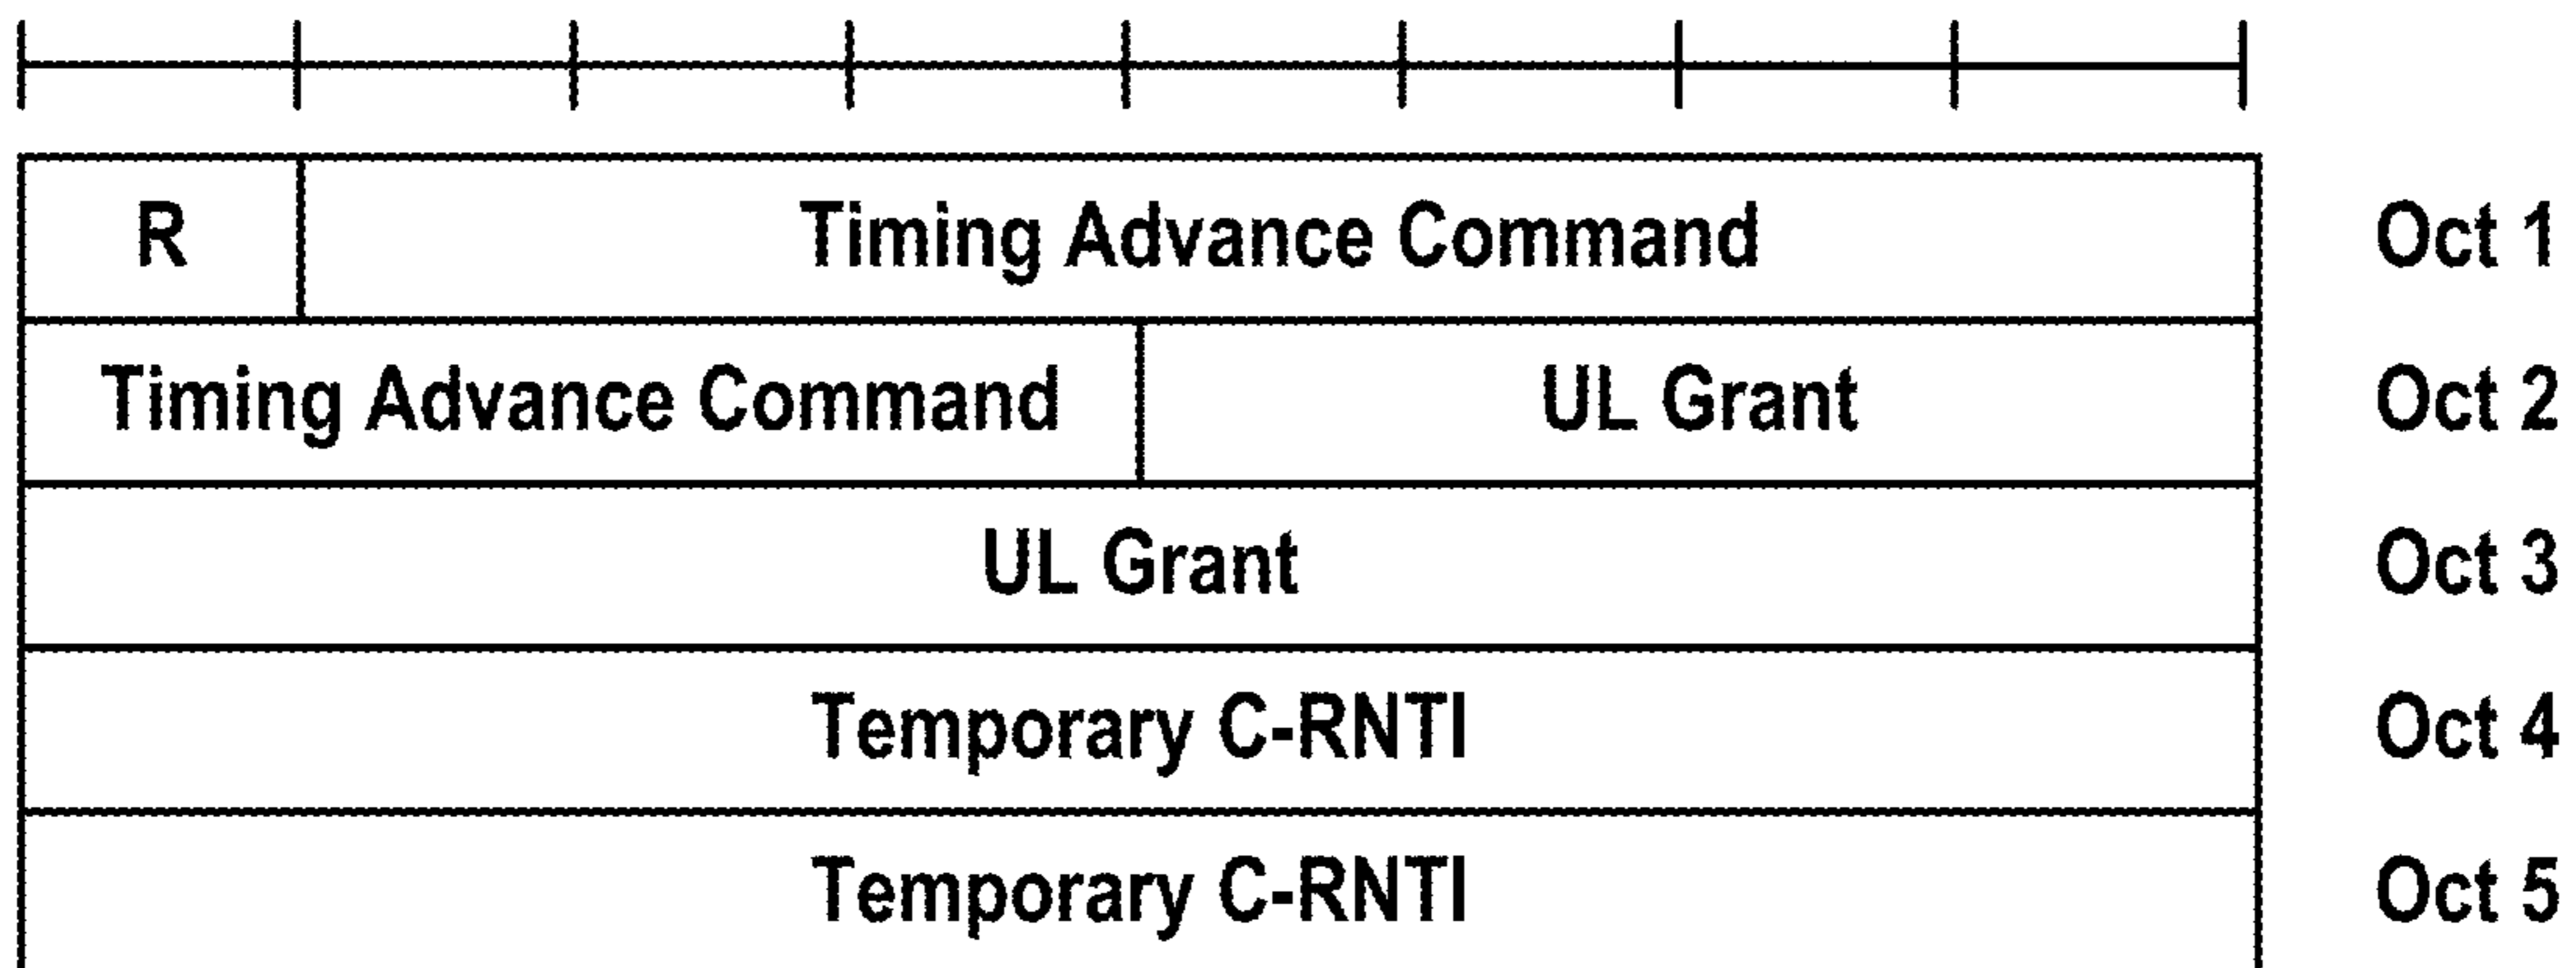 R Timing Advance Command Oct 1
Timing Advance Command UL Grant Oct 2
UL Grant Oct 3
Temporary C-RNTI Oct 4
Temporary C-RNTI Oct 5